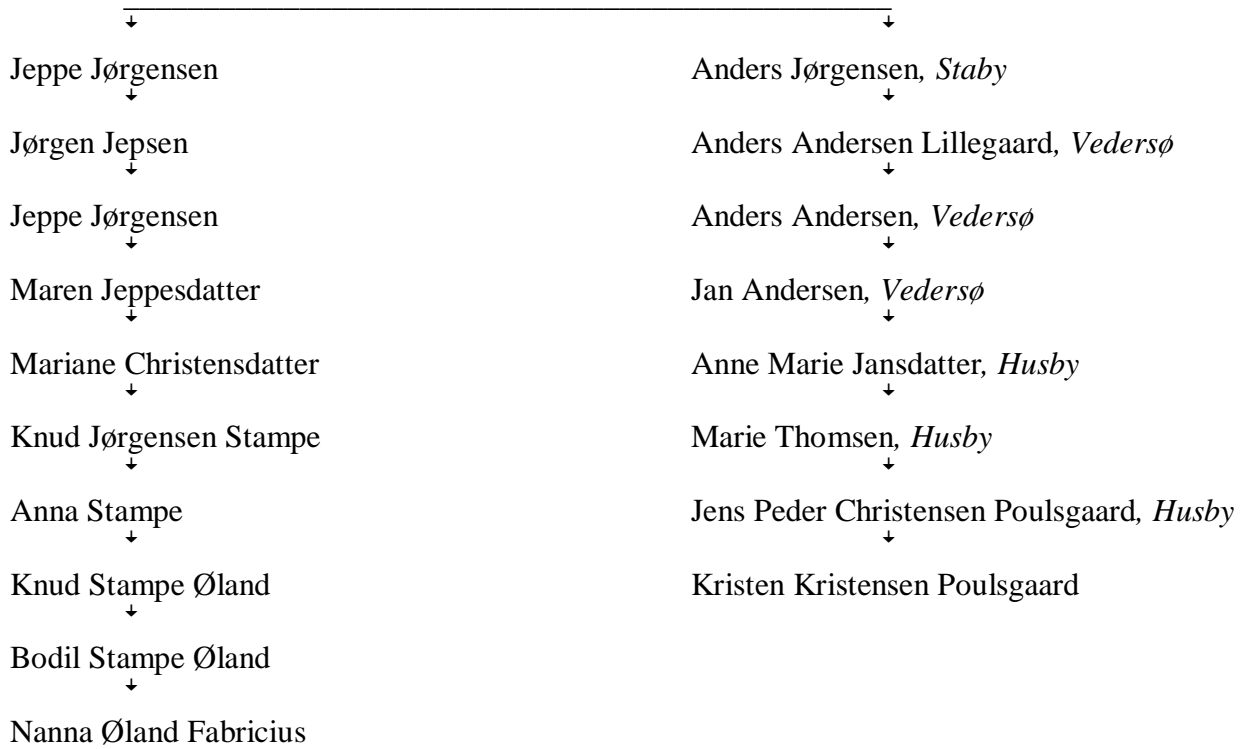 Jeppe Jørgensen
Anders Jørgensen, Staby
Jørgen Jepsen
Anders Andersen Lillegaard, Vedersø
Jeppe Jørgensen
Anders Andersen, Vedersø
Maren Jeppesdatter
Jan Andersen, Vedersø
Mariane Christensdatter
Anne Marie Jansdatter, Husby
Knud Jørgensen Stampe
Marie Thomsen, Husby
Anna Stampe
Jens Peder Christensen Poulsgaard, Husby
Knud Stampe Øland
Kristen Kristensen Poulsgaard
Bodil Stampe Øland
Nanna Øland Fabricius